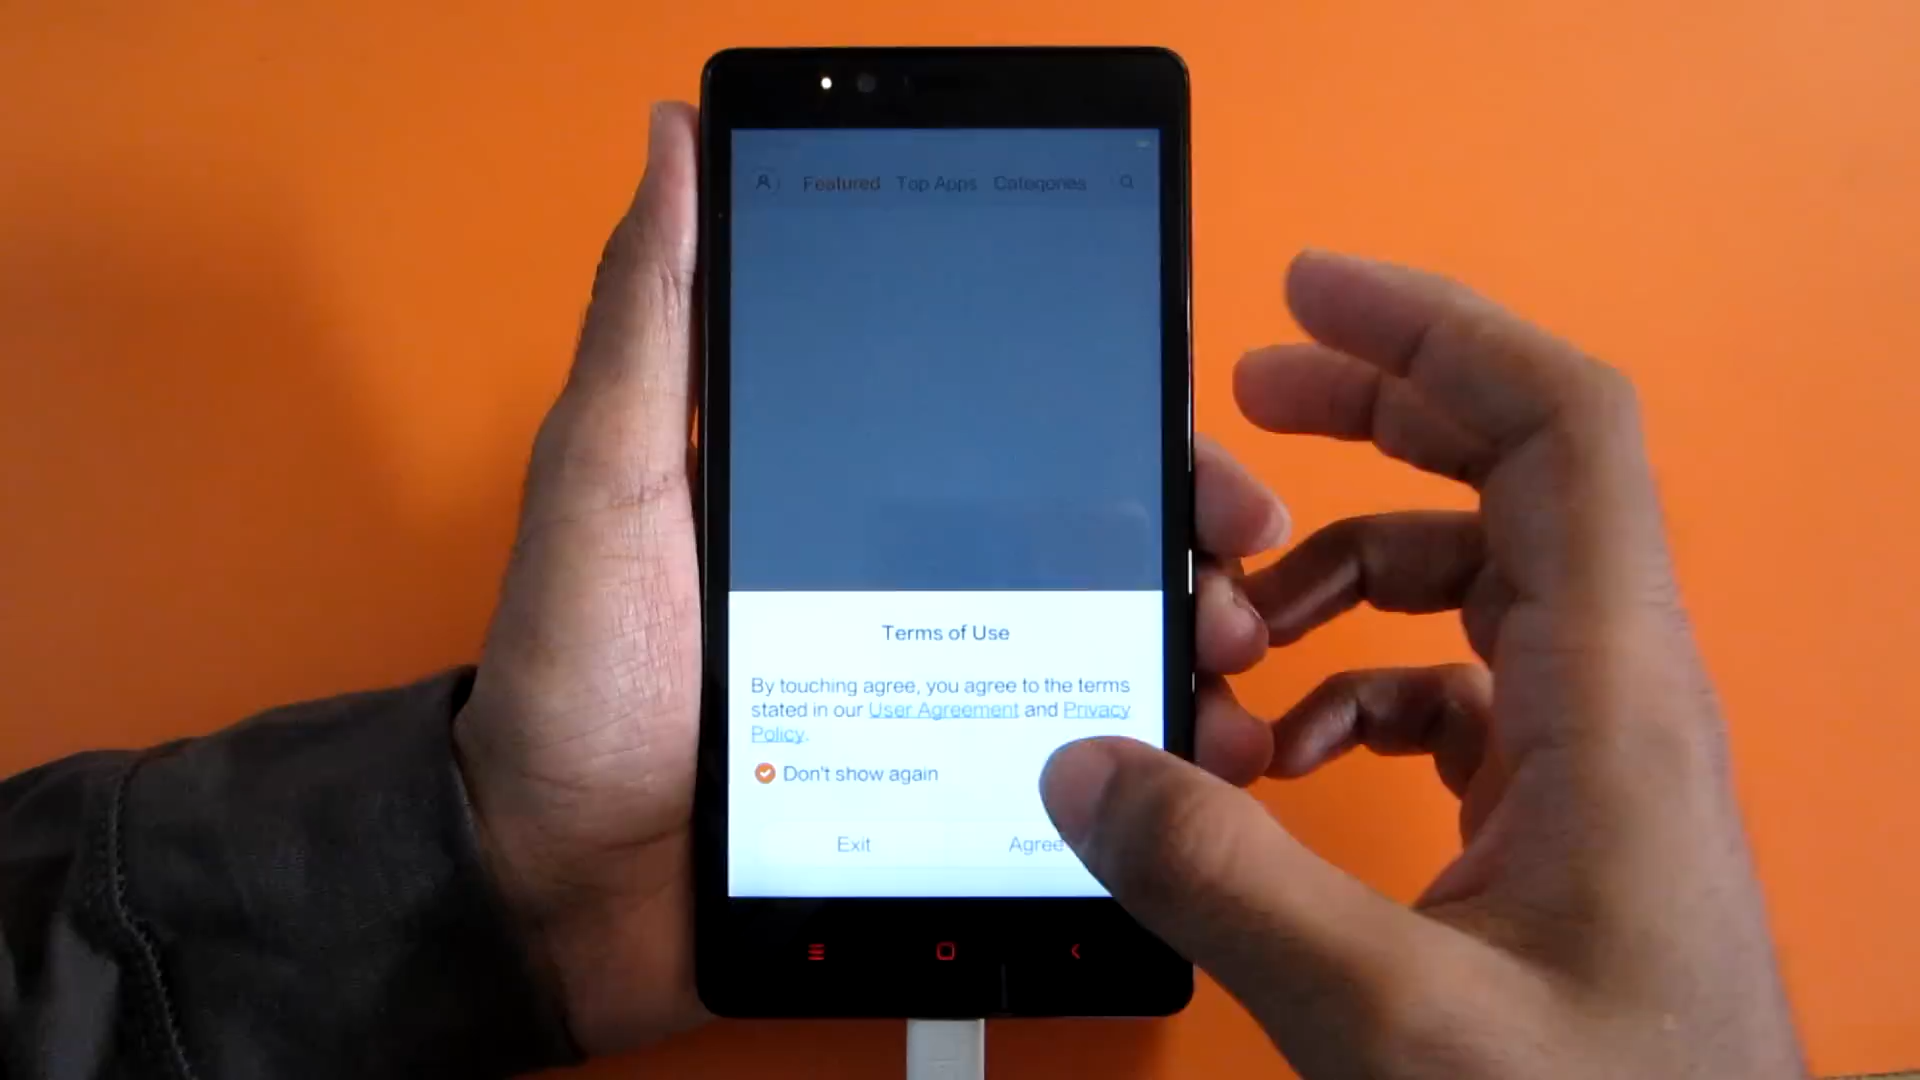 Featured Top Apps Categories
Terms of Use
By touching agree, you agree to the terms
stated in our User Agreement and Privacy
Policy.
Don't show again
Exit Agree